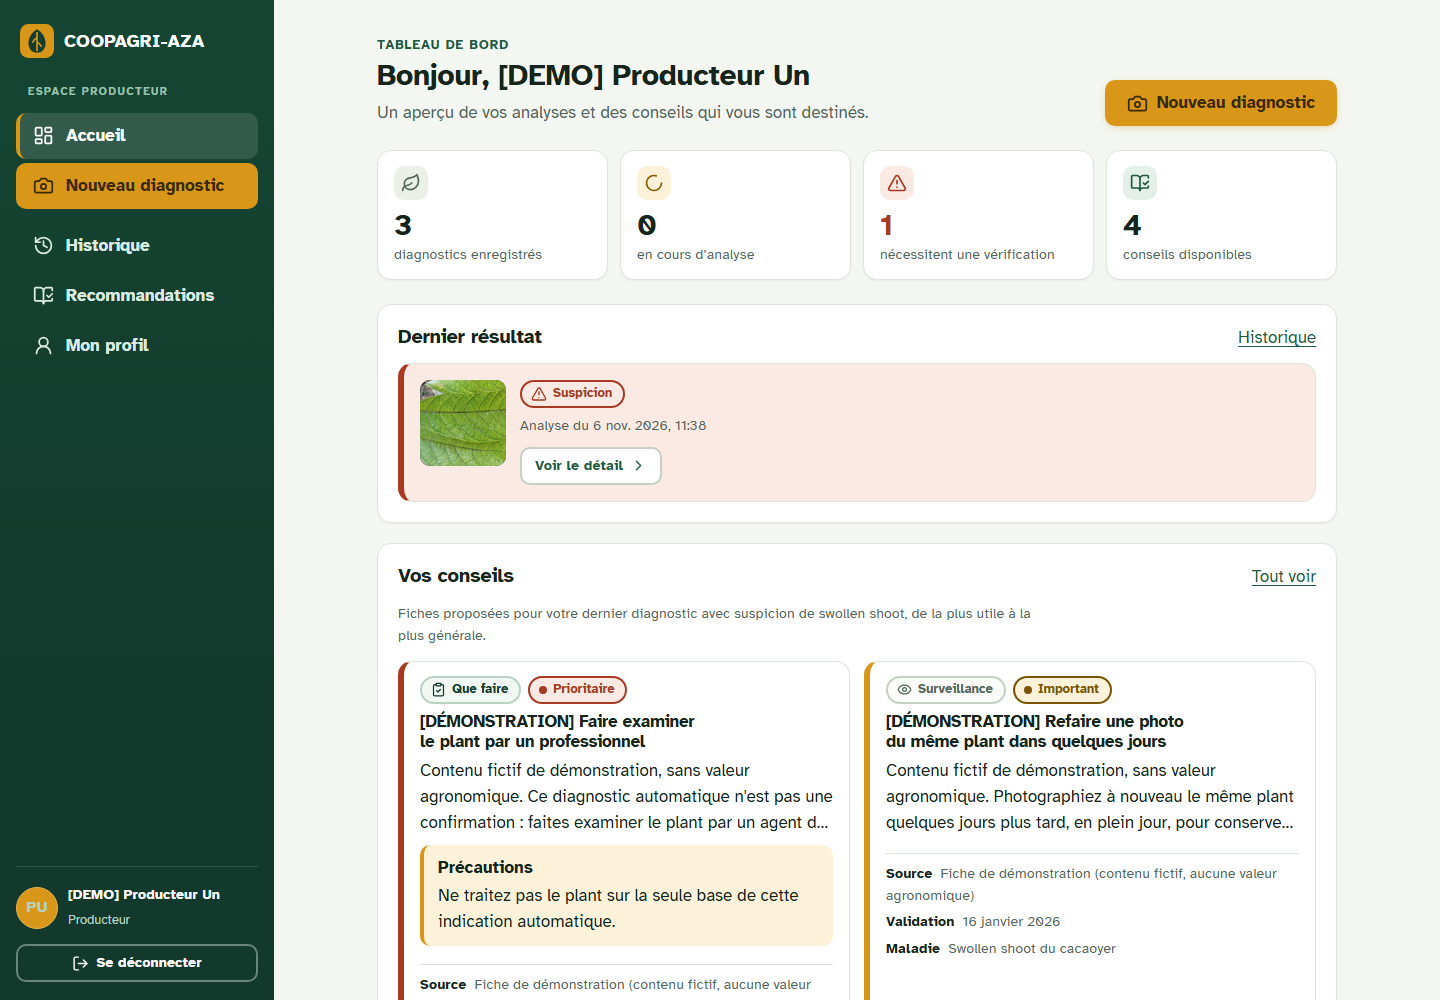 COOPAGRI-AZA
ESPACE PRODUCTEUR
Accueil
Nouveau diagnostic
Historique
Recommandations
Mon profil
PU
[DEMO] Producteur Un
Producteur
Se déconnecter
TABLEAU DE BORD
Bonjour, [DEMO] Producteur Un
Un aperçu de vos analyses et des conseils qui vous sont destinés.
Nouveau diagnostic
3
diagnostics enregistrés
0
en cours d'analyse
1
nécessitent une vérification
4
conseils disponibles
Dernier résultat
Historique
Suspicion
Analyse du 6 nov. 2026, 11:38
Voir le détail
Vos conseils
Tout voir
Fiches proposées pour votre dernier diagnostic avec suspicion de swollen shoot, de la plus utile à la
plus générale.
Que faire
Prioritaire
[DÉMONSTRATION] Faire examiner
le plant par un professionnel
Contenu fictif de démonstration, sans valeur
agronomique. Ce diagnostic automatique n'est pas une
confirmation : faites examiner le plant par un agent d...
Précautions
Ne traitez pas le plant sur la seule base de cette
indication automatique.
Source Fiche de démonstration (contenu fictif, aucune valeur
Surveillance
Important
[DÉMONSTRATION] Refaire une photo
du même plant dans quelques jours
Contenu fictif de démonstration, sans valeur
agronomique. Photographiez à nouveau le même plant
quelques jours plus tard, en plein jour, pour conserve...
Source Fiche de démonstration (contenu fictif, aucune valeur
agronomique)
Validation 16 janvier 2026
Maladie Swollen shoot du cacaoyer